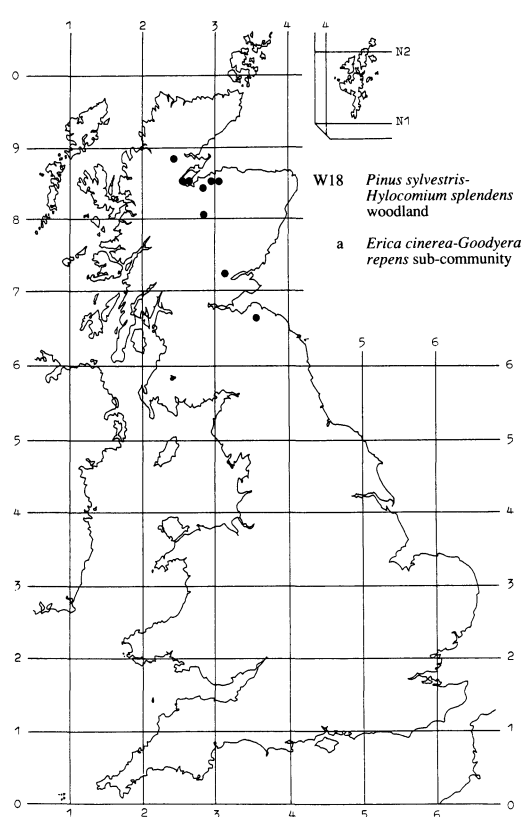 1 2 3 4
4
N2
N1
0
9
8
7
6
5
4
3
2
1
0
W18 Pinus sylvestris-
Hylocomium splendens
woodland
a Erica cinerea-Goodyera
repens sub-community
5 6
6
5
4
3
2
1
0
1 2 3 4 5 6